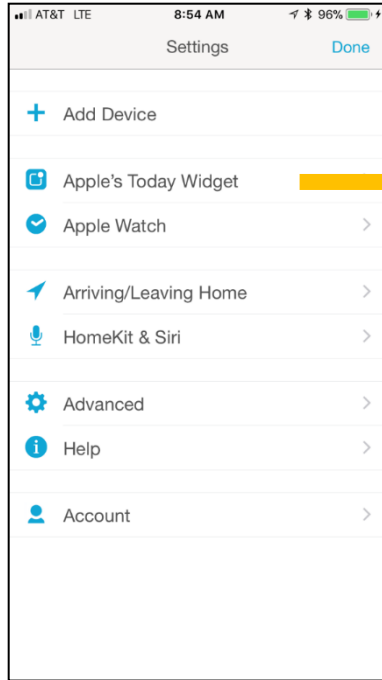 AT&T LTE 8:54 AM 96%
Settings Done
Add Device
Apple's Today Widget
Apple Watch
Arriving/Leaving Home
HomeKit & Siri
Advanced
Help
Account